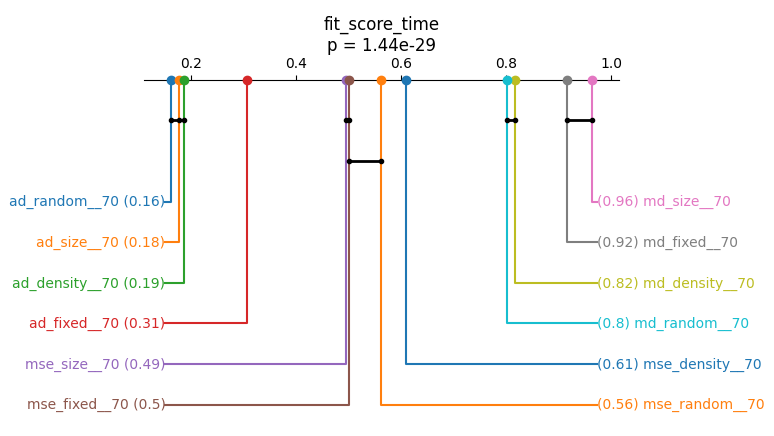 fit_score_time
p = 1.44e-29
0.2 0.4 0.6 0.8 1.0
ad_random__70 (0.16) (0.96) md_size__70
ad_size__70 (0.18) (0.92) md_fixed__70
ad_density__70 (0.19) (0.82) md_density__70
ad_fixed__70 (0.31) (0.8) md_random__70
mse_size__70 (0.49) (0.61) mse_density__70
mse_fixed__70 (0.5) (0.56) mse_random__70